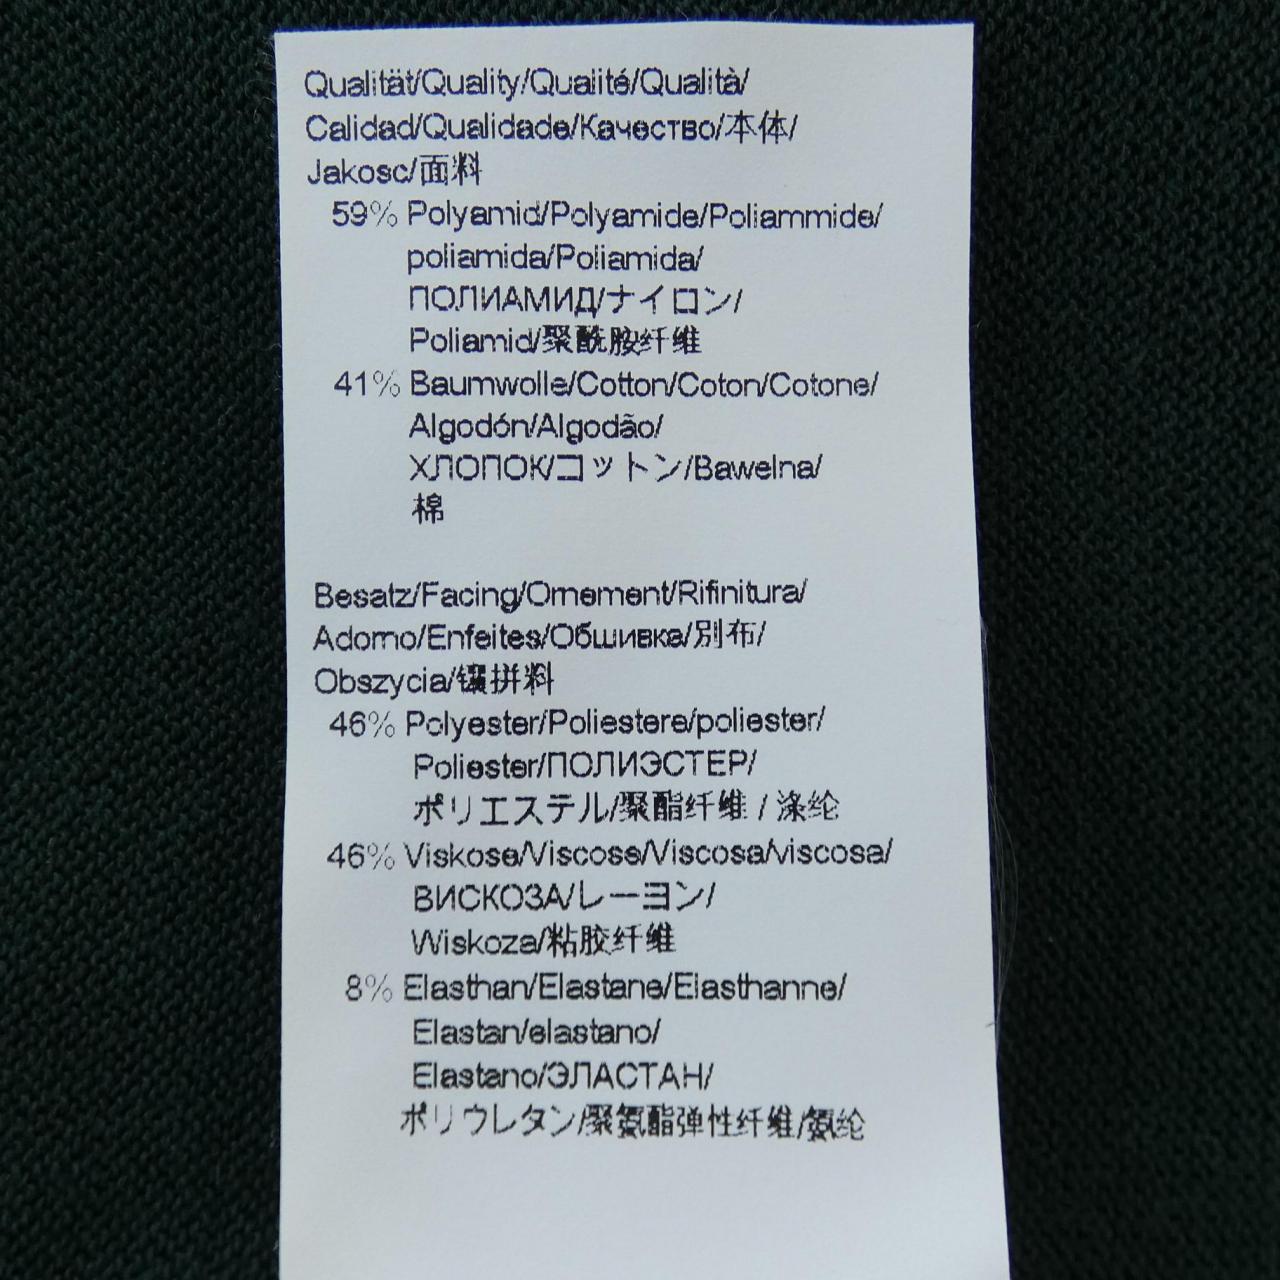 Qualität/Quality/Qualité/Qualità/
Calidad/Qualidade/Качество/本体/
Jakosc/面料
59% Polyamid/Polyamide/Poliammide/
poliamida/Poliamida/
ПОЛИАМИД/ナイロン/
Poliamid/聚酰胺纤维
41% Baumwolle/Cotton/Coton/Cotone/
Algodón/Algodão/
ХЛОПОК/コットン/Bawelna/
棉
Besatz/Facing/Ornement/Rifinitura/
Adorno/Enfeites/Обшивка/別布/
Obszycia/镶拼料
46% Polyester/Poliestere/poliester/
Poliester/ПОЛИЭСТЕР/
ポリエステル/聚酯纤维 / 涤纶
46% Viskose/Viscose/Viscosa/viscosa/
ВИСКОЗА/レーヨン/
Wiskoza/粘胶纤维
8% Elasthan/Elastane/Elasthanne/
Elastan/elastano/
Elastano/ЭЛАСТАН/
ポリウレタン/聚氨酯弹性纤维/氨纶